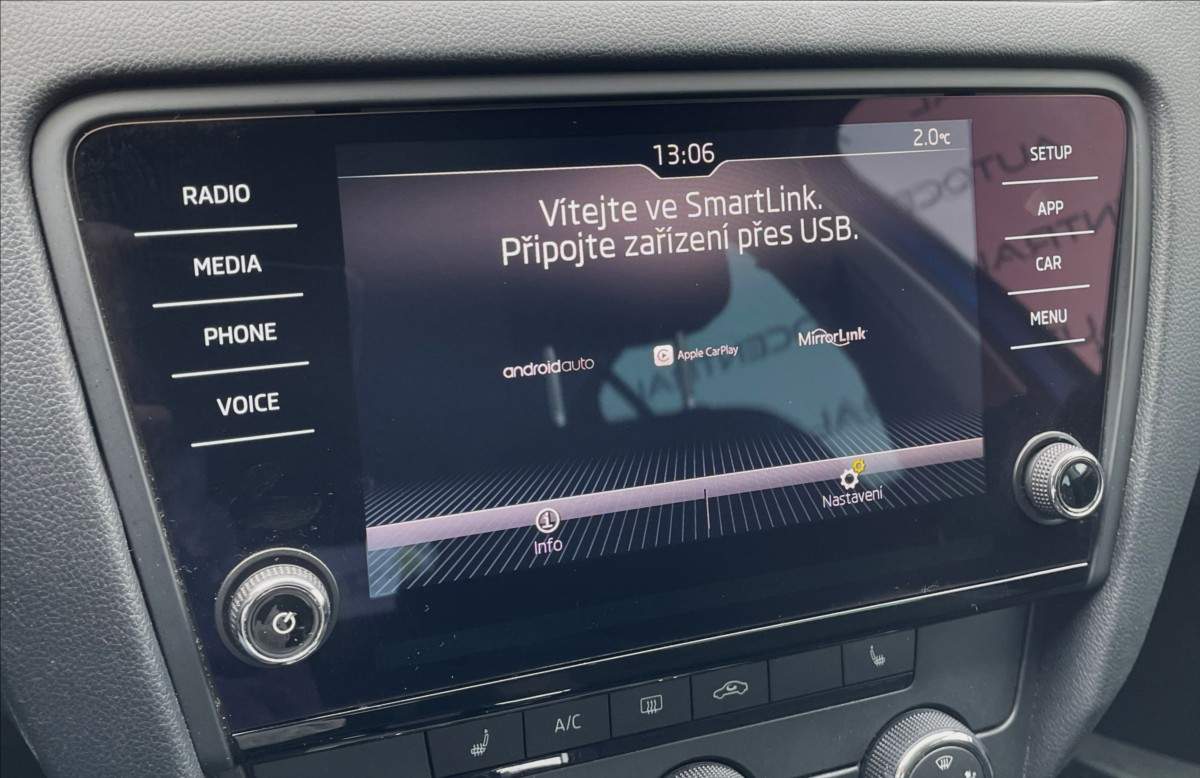 13:06
2.0°C
Vítejte ve SmartLink.
Připojte zařízení přes USB.
RADIO
MEDIA
PHONE
VOICE
androidauto
Apple CarPlay
MirrorLink
SETUP
APP
CAR
MENU
Info
Nastavení
A/C